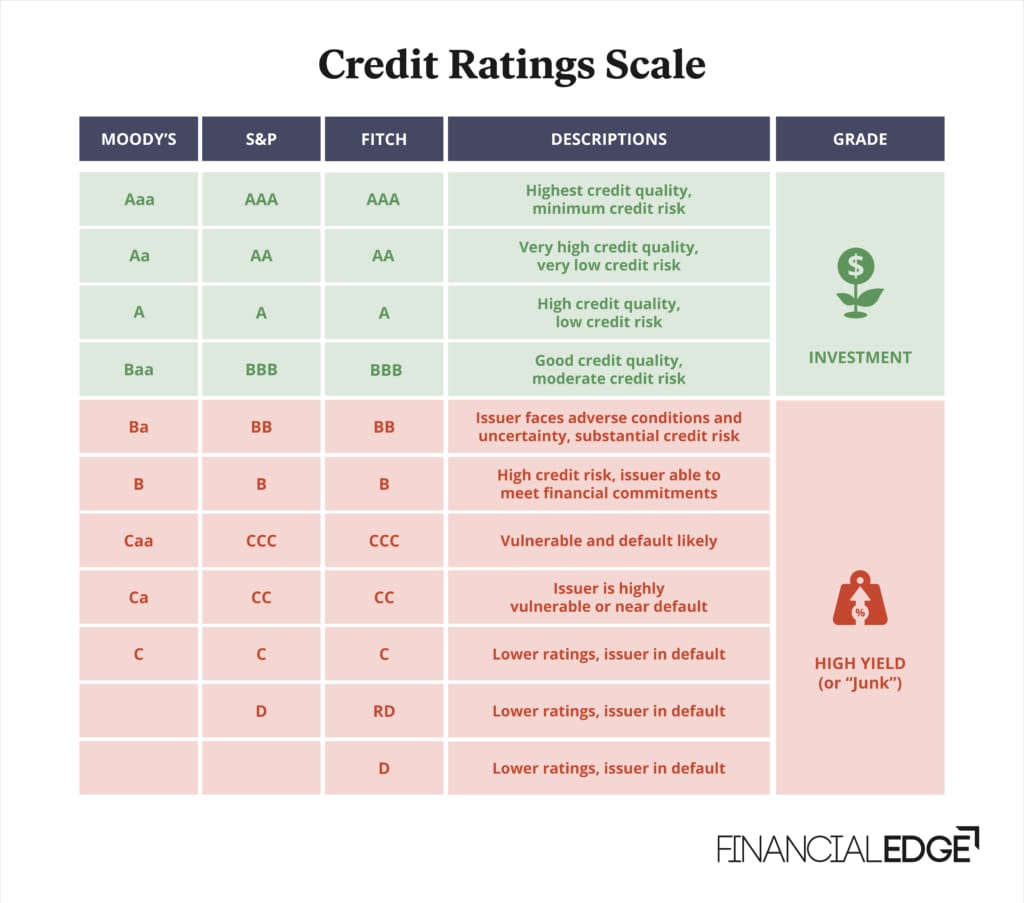 Credit Ratings Scale
MOODY'S S&P FITCH DESCRIPTIONS GRADE
Aaa AAA AAA Highest credit quality,
minimum credit risk
Aa AA AA Very high credit quality,
very low credit risk
A A A High credit quality,
low credit risk
Baa BBB BBB Good credit quality,
moderate credit risk
$
INVESTMENT
Ba BB BB Issuer faces adverse conditions and
uncertainty, substantial credit risk
B B B High credit risk, issuer able to
meet financial commitments
Caa CCC CCC Vulnerable and default likely
Ca CC CC Issuer is highly
vulnerable or near default
C C C Lower ratings, issuer in default
D RD Lower ratings, issuer in default
D Lower ratings, issuer in default
%
HIGH YIELD
(or “Junk”)
FINANCIALEDGE